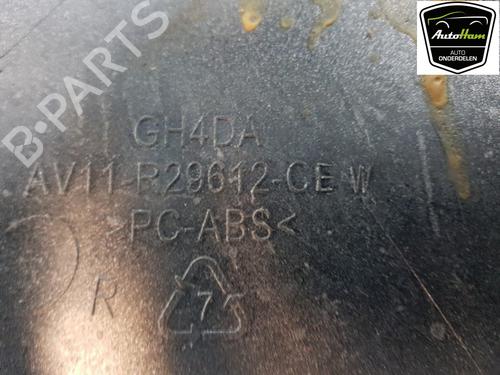 AutoHam
AUTO
ONDERDELEN
B-PARTS
GH4DA
AV11-R29612-CE W
>PC-ABS<
R
7